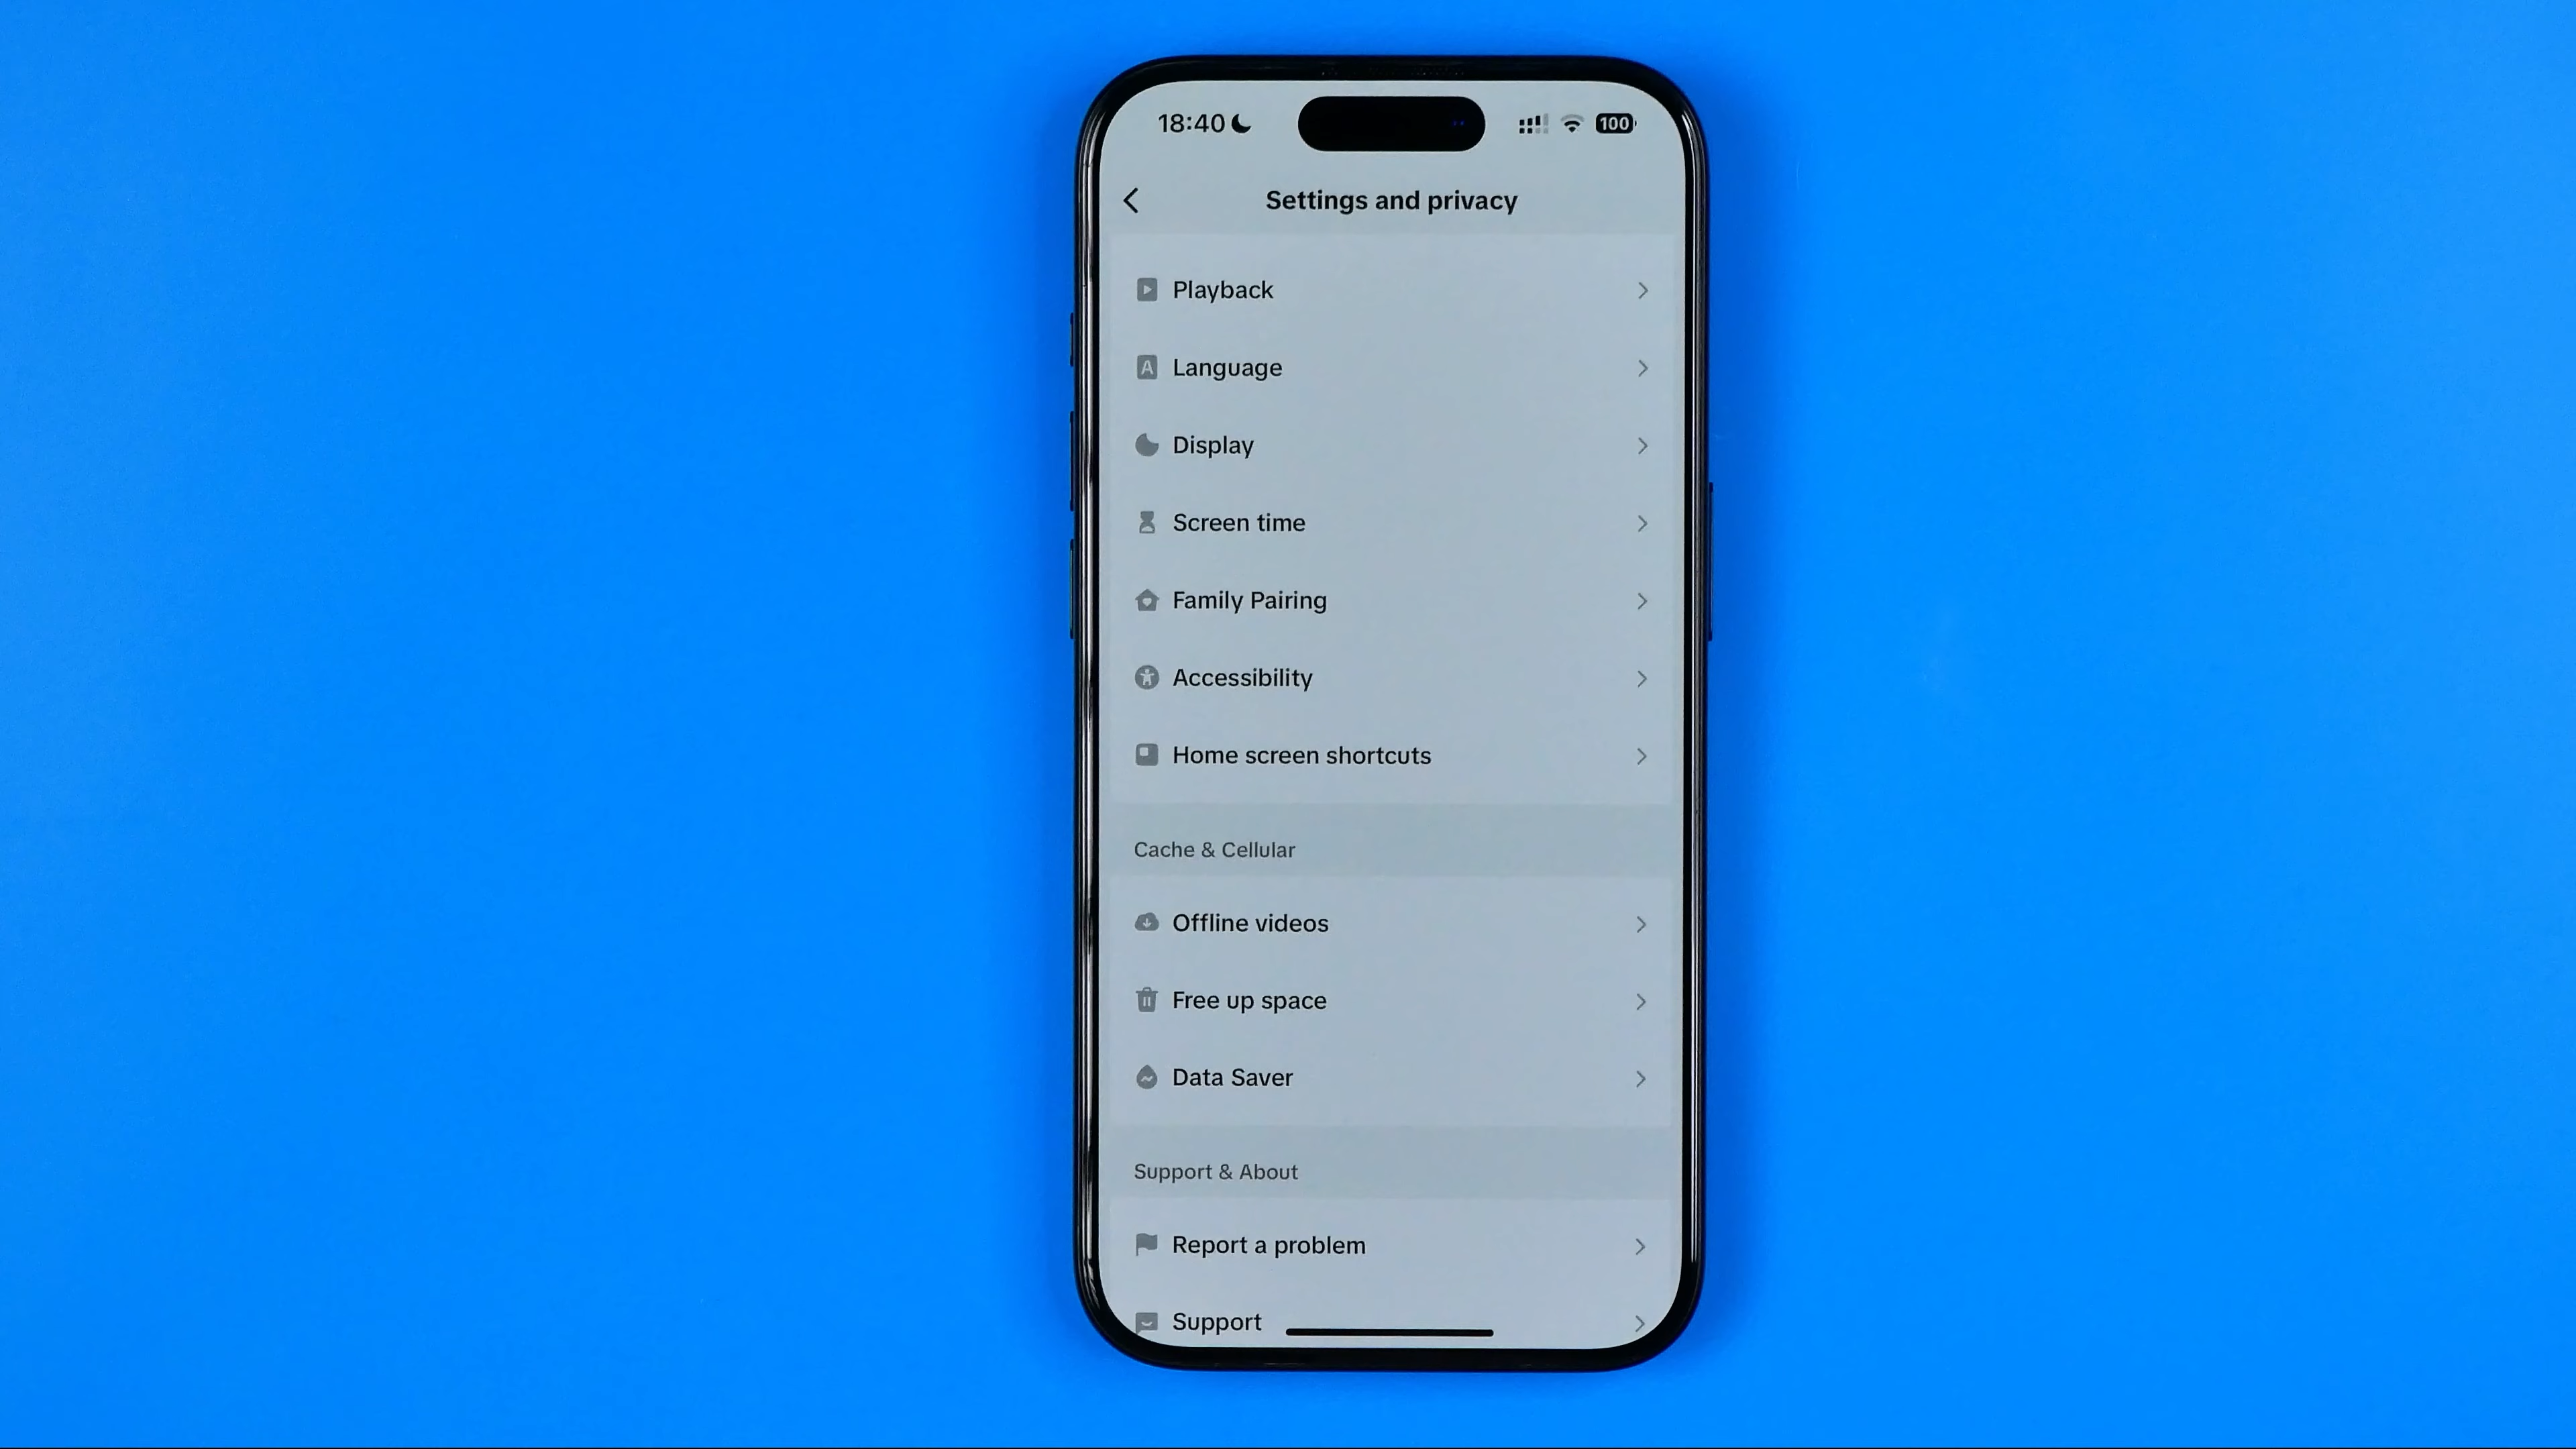 18:40
100
Settings and privacy
Playback
Language
Display
Screen time
Family Pairing
Accessibility
Home screen shortcuts
Cache & Cellular
Offline videos
Free up space
Data Saver
Support & About
Report a problem
Support